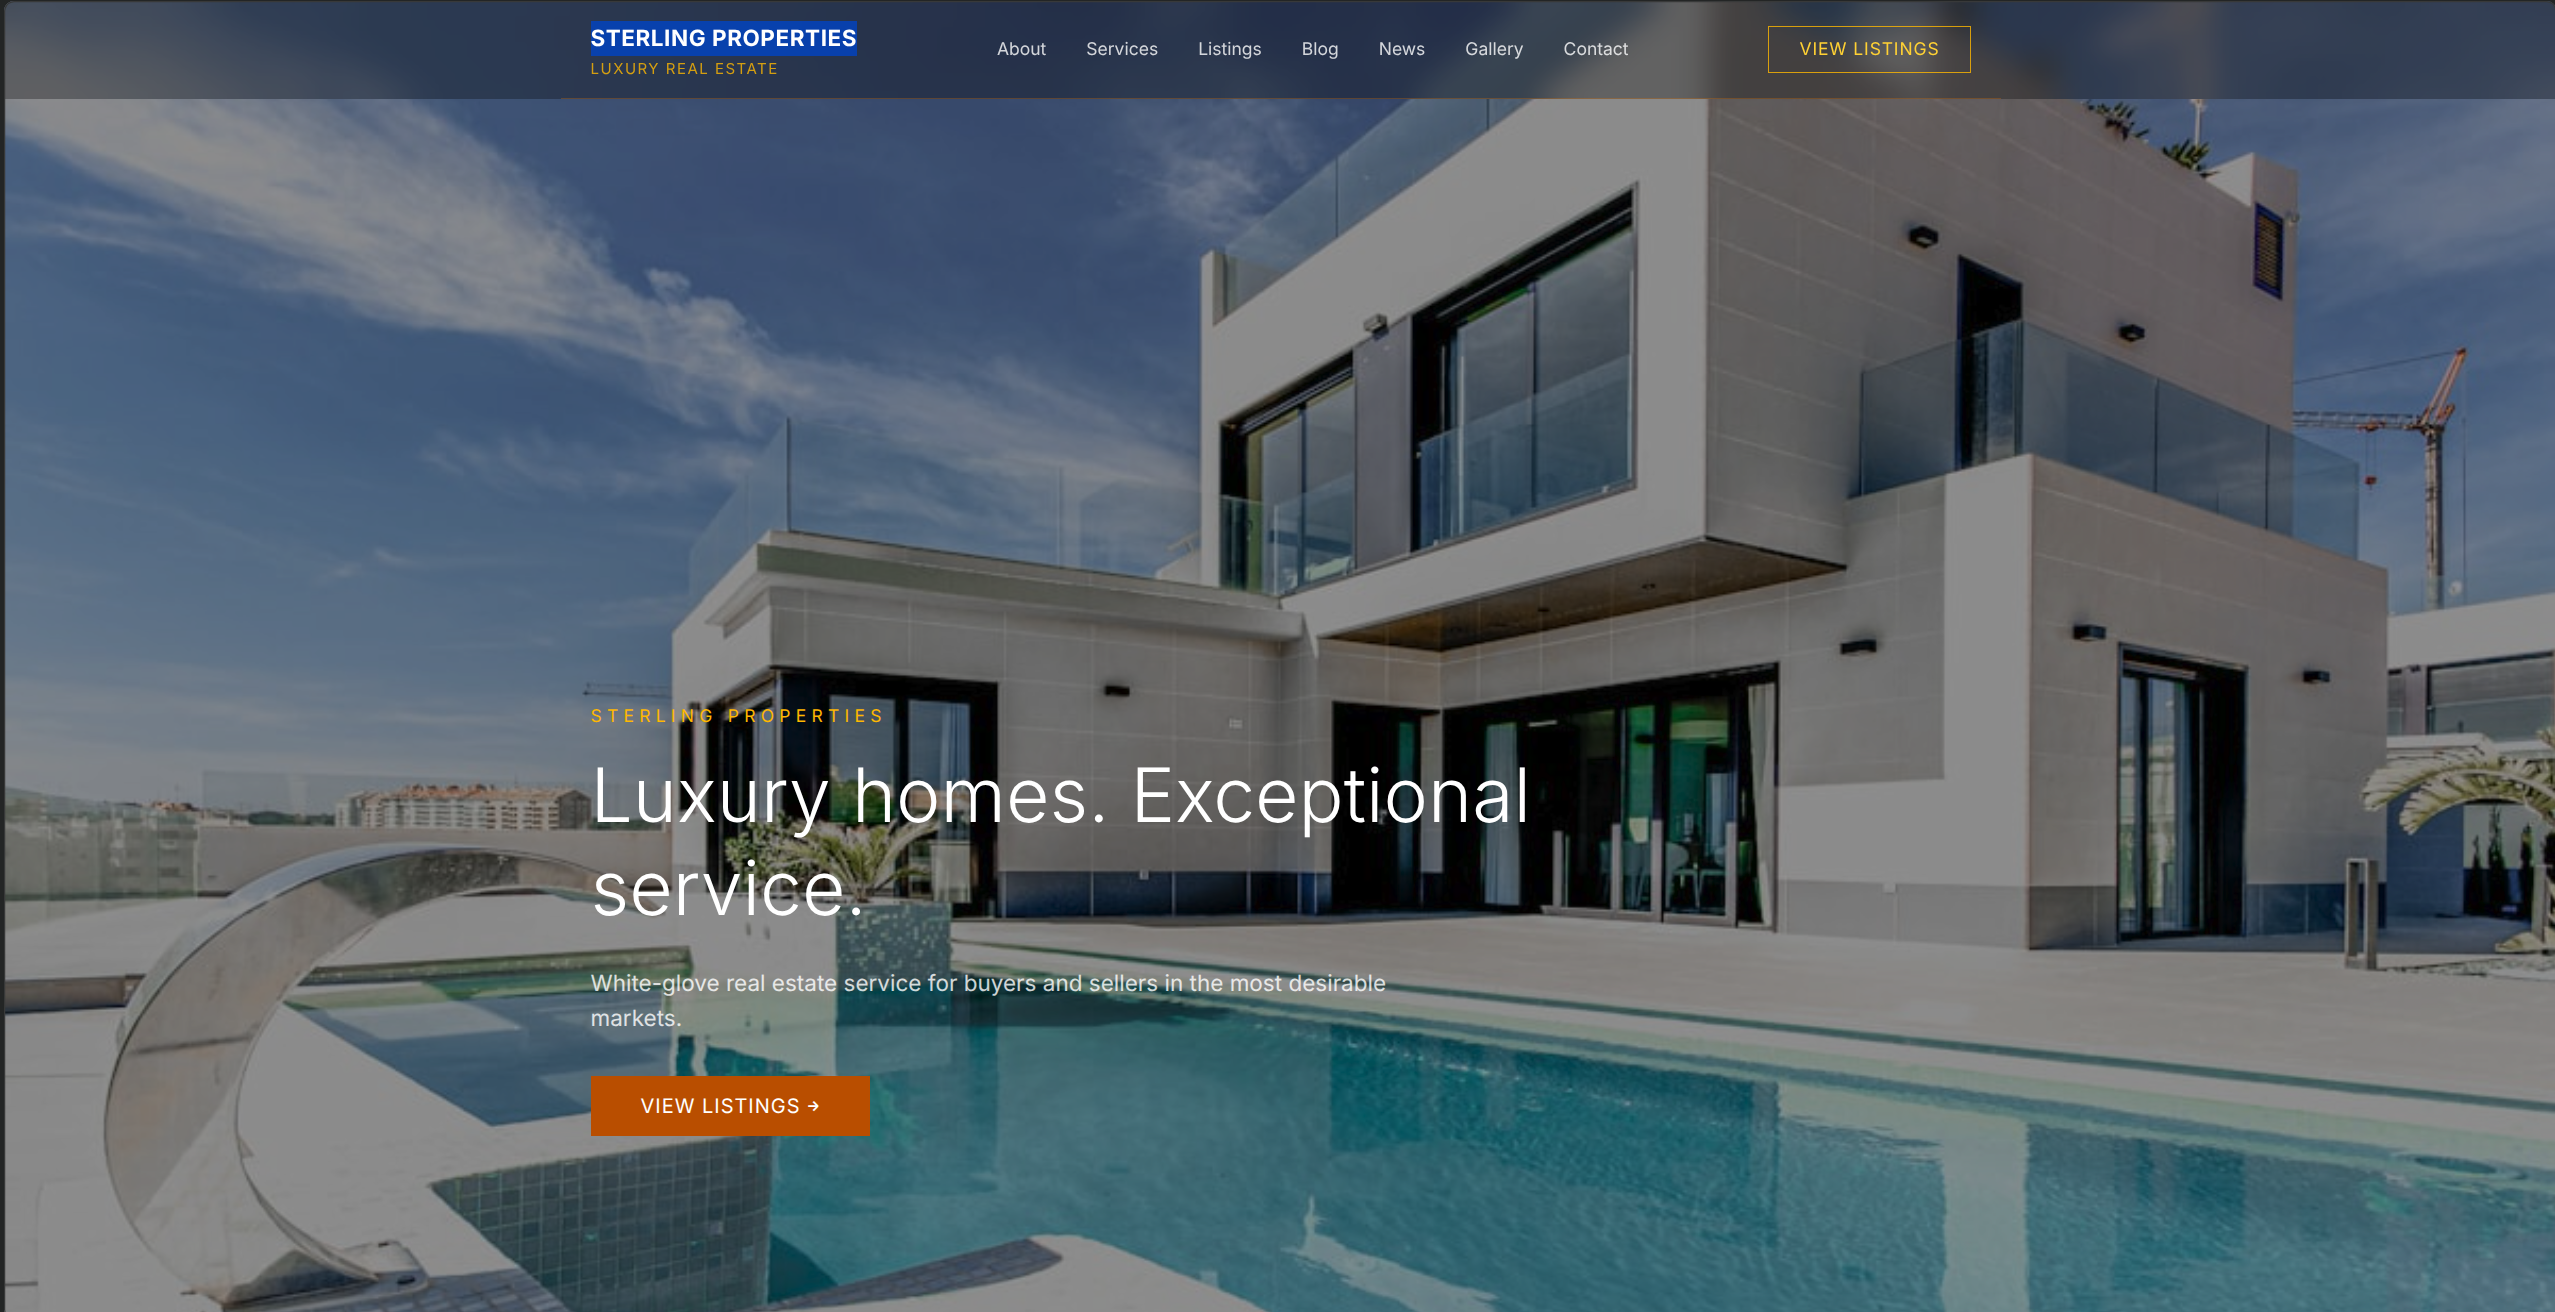 STERLING PROPERTIES
LUXURY REAL ESTATE
About
Services
Listings
Blog
News
Gallery
Contact
VIEW LISTINGS
STERLING PROPERTIES
Luxury homes. Exceptional
service.
White-glove real estate service for buyers and sellers in the most desirable
markets.
VIEW LISTINGS →